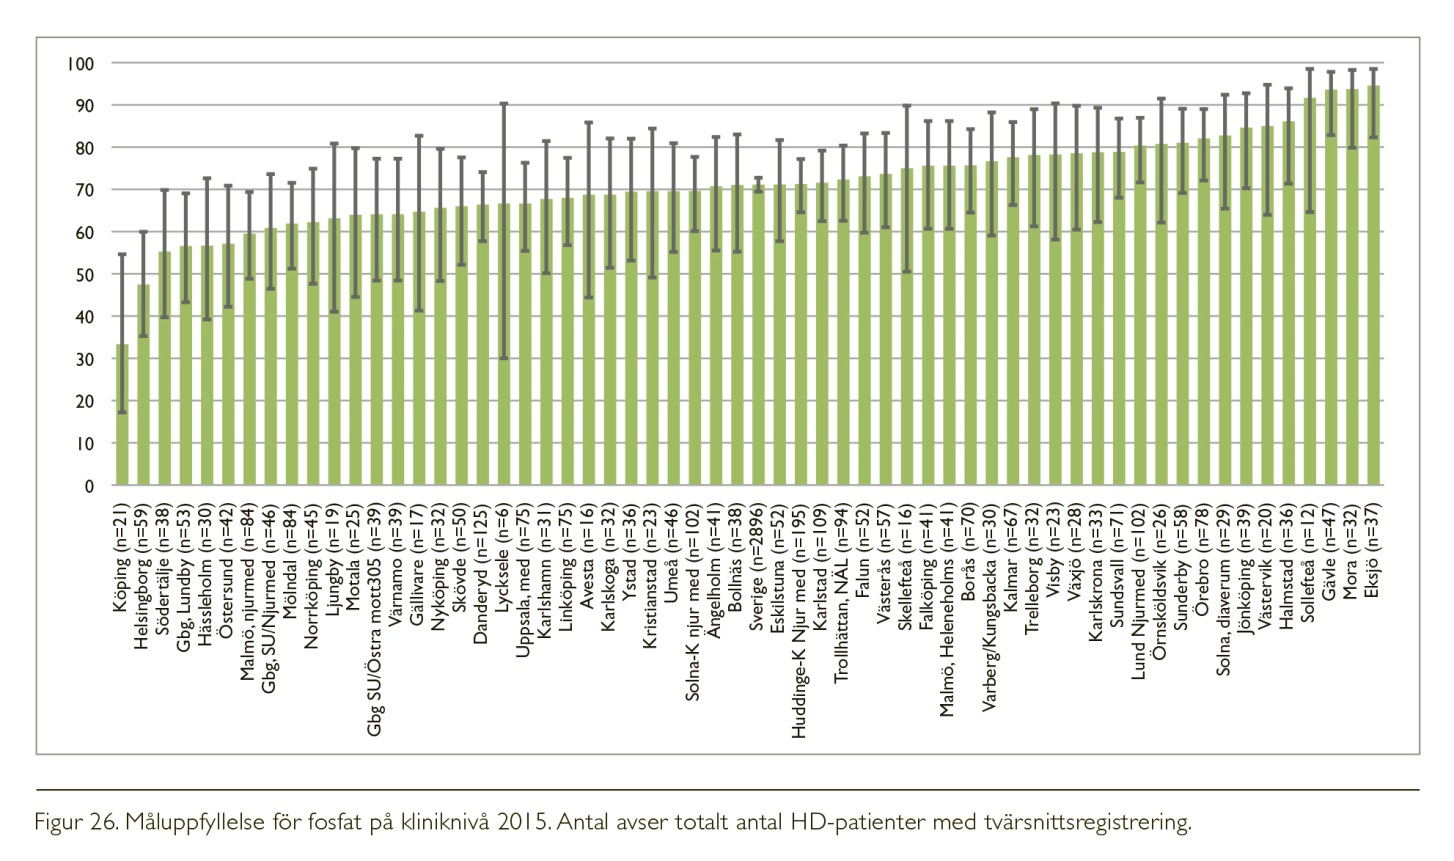 100
90
80
70
60
50
40
30
20
10
0
Köping (n=21)
Helsingborg (n=59)
Södertälje (n=38)
Gbg, Lundby (n=53)
Hässleholm (n=30)
Östersund (n=42)
Malmö, njurmed (n=84)
Gbg, SU/Njurmed (n=46)
Mölndal (n=84)
Norrköping (n=45)
Ljungby (n=19)
Motala (n=25)
Gbg SU/Östra mott305 (n=39)
Värnamo (n=39)
Gällivare (n=17)
Nyköping (n=32)
Skövde (n=50)
Danderyd (n=125)
Lycksele (n=6)
Uppsala, med (n=75)
Karlshamn (n=31)
Linköping (n=75)
Avesta (n=16)
Karlskoga (n=32)
Ystad (n=36)
Kristianstad (n=23)
Umeå (n=46)
Solna-K njur med (n=102)
Ängelholm (n=41)
Bollnäs (n=38)
Sverige (n=2896)
Eskilstuna (n=52)
Huddinge-K Njur med (n=195)
Karlstad (n=109)
Trollhättan, NÄL (n=94)
Falun (n=52)
Västerås (n=57)
Skellefteå (n=16)
Falköping (n=41)
Malmö, Heleneholms (n=41)
Borås (n=70)
Varberg/Kungsbacka (n=30)
Kalmar (n=67)
Trelleborg (n=32)
Visby (n=23)
Växjö (n=28)
Karlskrona (n=33)
Sundsvall (n=71)
Lund Njurmed (n=102)
Örnsköldsvik (n=26)
Sunderby (n=58)
Örebro (n=78)
Solna, diaverum (n=29)
Jönköping (n=39)
Västervik (n=20)
Halmstad (n=36)
Sollefteå (n=12)
Gävle (n=47)
Mora (n=32)
Eksjö (n=37)
Figur 26. Måluppfyllelse för fosfat på kliniknivå 2015. Antal avser totalt antal HD-patienter med tvärsnittsregistrering.